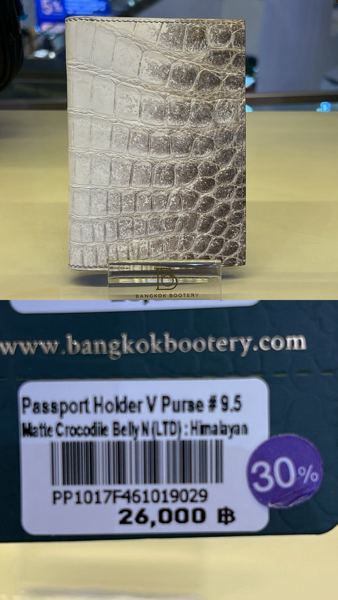 5%
BANGKOK BOOTERY
www.bangkokbootery.com
Passport Holder V Purse # 9.5
Matte Crocodile Belly N (LTD) : Himalayan
PP1017F461019029
26,000 ฿
30%